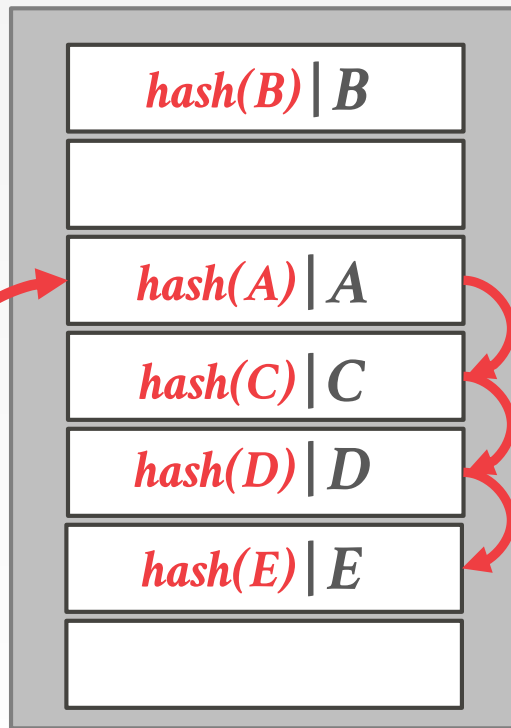 hash(B) | B
hash(A) | A
hash(C) | C
hash(D) | D
hash(E) | E